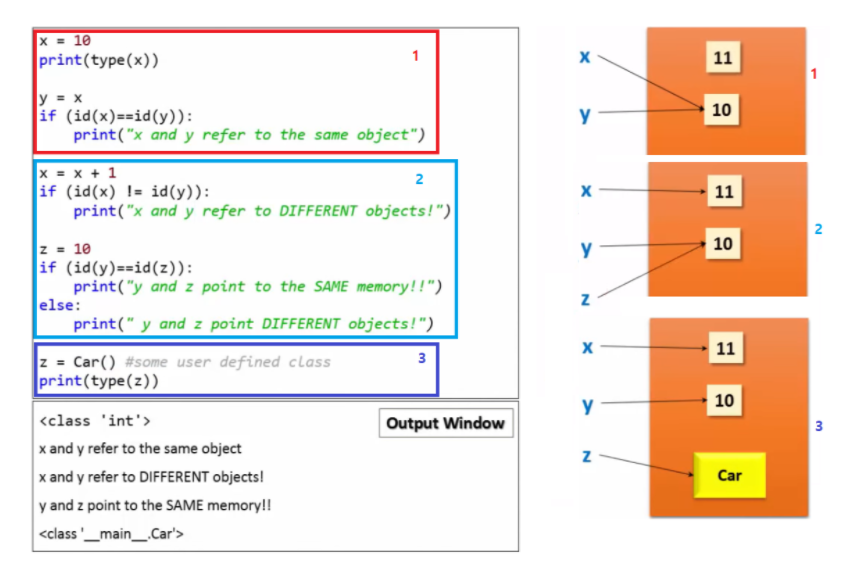 x = 10
print(type(x))
1
y = x
if (id(x)==id(y)):
    print("x and y refer to the same object")
x = x + 1
2
if (id(x) != id(y)):
    print("x and y refer to DIFFERENT objects!")
z = 10
if (id(y)==id(z)):
    print("y and z point to the SAME memory!!")
else:
    print(" y and z point DIFFERENT objects!")
z = Car() #some user defined class
3
print(type(z))
<class 'int'>
Output Window
x and y refer to the same object
x and y refer to DIFFERENT objects!
y and z point to the SAME memory!!
<class '__main__.Car'>
x
11
1
y
10
x
11
2
y
10
z
x
11
y
10
3
z
Car